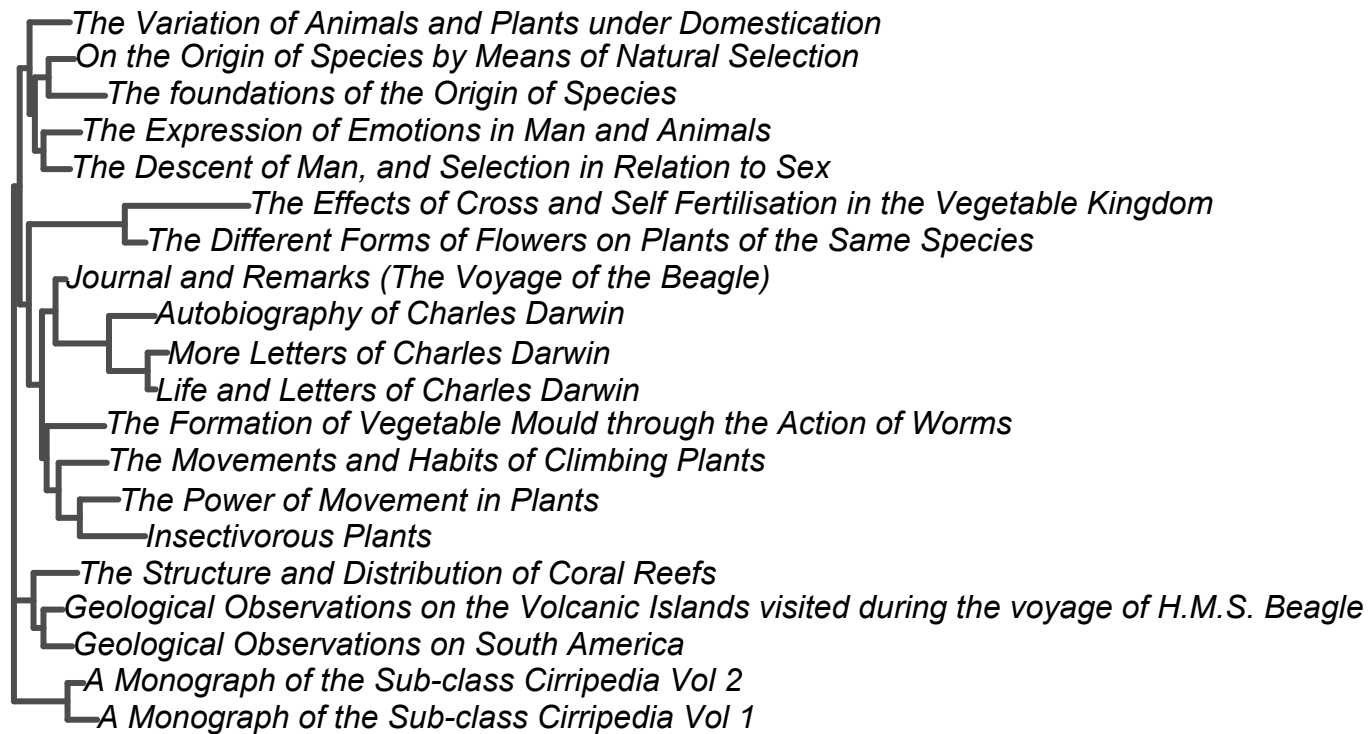 The Variation of Animals and Plants under Domestication
On the Origin of Species by Means of Natural Selection
The foundations of the Origin of Species
The Expression of Emotions in Man and Animals
The Descent of Man, and Selection in Relation to Sex
The Effects of Cross and Self Fertilisation in the Vegetable Kingdom
The Different Forms of Flowers on Plants of the Same Species
Journal and Remarks (The Voyage of the Beagle)
Autobiography of Charles Darwin
More Letters of Charles Darwin
Life and Letters of Charles Darwin
The Formation of Vegetable Mould through the Action of Worms
The Movements and Habits of Climbing Plants
The Power of Movement in Plants
Insectivorous Plants
The Structure and Distribution of Coral Reefs
Geological Observations on the Volcanic Islands visited during the voyage of H.M.S. Beagle
Geological Observations on South America
A Monograph of the Sub-class Cirripedia Vol 2
A Monograph of the Sub-class Cirripedia Vol 1